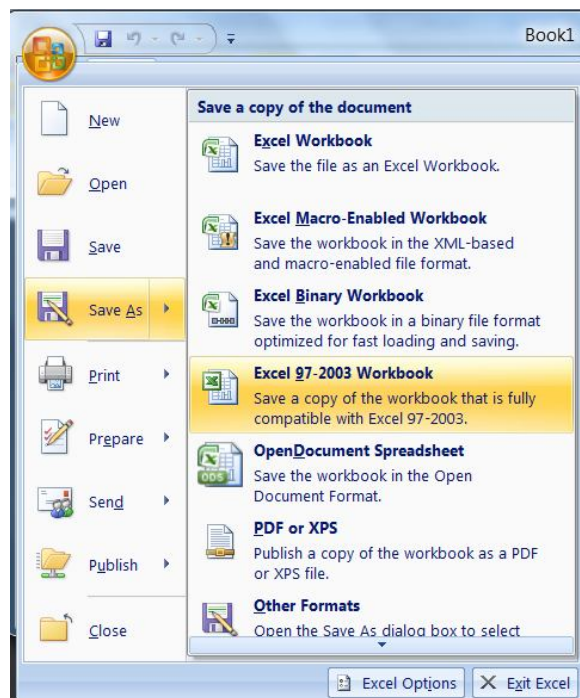 Book1
New
Open
Save
Save As
Print
Prepare
Send
Publish
Close
Save a copy of the document
Excel Workbook
Save the file as an Excel Workbook.
Excel Macro-Enabled Workbook
Save the workbook in the XML-based
and macro-enabled file format.
Excel Binary Workbook
Save the workbook in a binary file format
optimized for fast loading and saving.
Excel 97-2003 Workbook
Save a copy of the workbook that is fully
compatible with Excel 97-2003.
OpenDocument Spreadsheet
Save the workbook in the Open
Document Format.
PDF or XPS
Publish a copy of the workbook as a PDF
or XPS file.
Other Formats
Open the Save As dialog box to select
Excel Options
Exit Excel
ODS